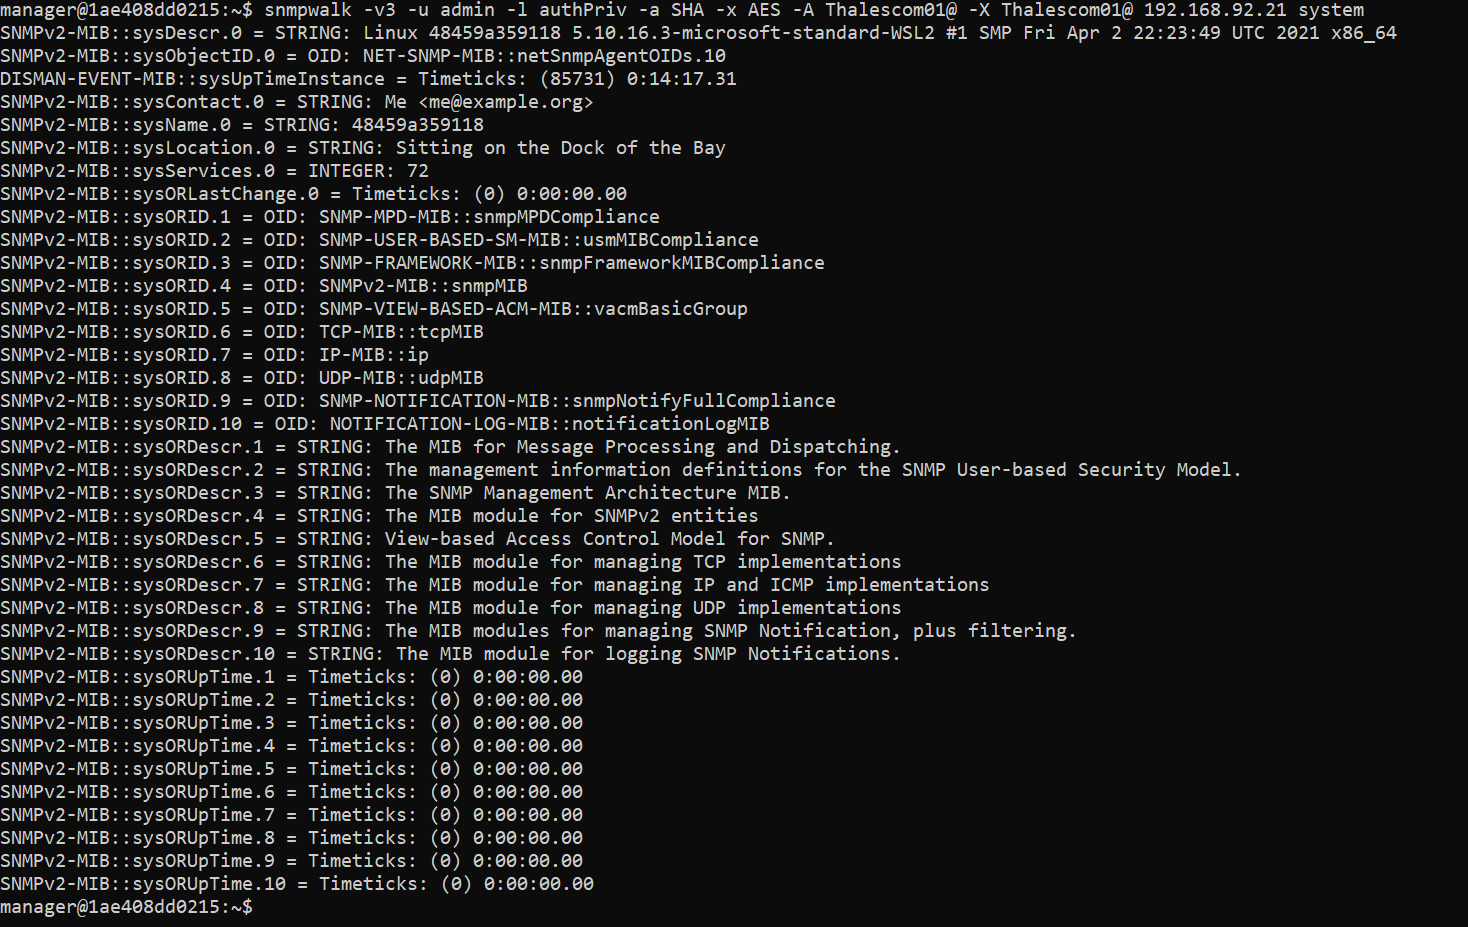 manager@1ae408dd0215:~$ snmpwalk -v3 -u admin -l authPriv -a SHA -x AES -A Thalescom01@ -X Thalescom01@ 192.168.92.21 system
SNMPv2-MIB::sysDescr.0 = STRING: Linux 48459a359118 5.10.16.3-microsoft-standard-WSL2 #1 SMP Fri Apr 2 22:23:49 UTC 2021 x86_64
SNMPv2-MIB::sysObjectID.0 = OID: NET-SNMP-MIB::netSnmpAgentOIDs.10
DISMAN-EVENT-MIB::sysUpTimeInstance = Timeticks: (85731) 0:14:17.31
SNMPv2-MIB::sysContact.0 = STRING: Me <me@example.org>
SNMPv2-MIB::sysName.0 = STRING: 48459a359118
SNMPv2-MIB::sysLocation.0 = STRING: Sitting on the Dock of the Bay
SNMPv2-MIB::sysServices.0 = INTEGER: 72
SNMPv2-MIB::sysORLastChange.0 = Timeticks: (0) 0:00:00.00
SNMPv2-MIB::sysORID.1 = OID: SNMP-MPD-MIB::snmpMPDCompliance
SNMPv2-MIB::sysORID.2 = OID: SNMP-USER-BASED-SM-MIB::usmMIBCompliance
SNMPv2-MIB::sysORID.3 = OID: SNMP-FRAMEWORK-MIB::snmpFrameworkMIBCompliance
SNMPv2-MIB::sysORID.4 = OID: SNMPv2-MIB::snmpMIB
SNMPv2-MIB::sysORID.5 = OID: SNMP-VIEW-BASED-ACM-MIB::vacmBasicGroup
SNMPv2-MIB::sysORID.6 = OID: TCP-MIB::tcpMIB
SNMPv2-MIB::sysORID.7 = OID: IP-MIB::ip
SNMPv2-MIB::sysORID.8 = OID: UDP-MIB::udpMIB
SNMPv2-MIB::sysORID.9 = OID: SNMP-NOTIFICATION-MIB::snmpNotifyFullCompliance
SNMPv2-MIB::sysORID.10 = OID: NOTIFICATION-LOG-MIB::notificationLogMIB
SNMPv2-MIB::sysORDescr.1 = STRING: The MIB for Message Processing and Dispatching.
SNMPv2-MIB::sysORDescr.2 = STRING: The management information definitions for the SNMP User-based Security Model.
SNMPv2-MIB::sysORDescr.3 = STRING: The SNMP Management Architecture MIB.
SNMPv2-MIB::sysORDescr.4 = STRING: The MIB module for SNMPv2 entities
SNMPv2-MIB::sysORDescr.5 = STRING: View-based Access Control Model for SNMP.
SNMPv2-MIB::sysORDescr.6 = STRING: The MIB module for managing TCP implementations
SNMPv2-MIB::sysORDescr.7 = STRING: The MIB module for managing IP and ICMP implementations
SNMPv2-MIB::sysORDescr.8 = STRING: The MIB module for managing UDP implementations
SNMPv2-MIB::sysORDescr.9 = STRING: The MIB modules for managing SNMP Notification, plus filtering.
SNMPv2-MIB::sysORDescr.10 = STRING: The MIB module for logging SNMP Notifications.
SNMPv2-MIB::sysORUpTime.1 = Timeticks: (0) 0:00:00.00
SNMPv2-MIB::sysORUpTime.2 = Timeticks: (0) 0:00:00.00
SNMPv2-MIB::sysORUpTime.3 = Timeticks: (0) 0:00:00.00
SNMPv2-MIB::sysORUpTime.4 = Timeticks: (0) 0:00:00.00
SNMPv2-MIB::sysORUpTime.5 = Timeticks: (0) 0:00:00.00
SNMPv2-MIB::sysORUpTime.6 = Timeticks: (0) 0:00:00.00
SNMPv2-MIB::sysORUpTime.7 = Timeticks: (0) 0:00:00.00
SNMPv2-MIB::sysORUpTime.8 = Timeticks: (0) 0:00:00.00
SNMPv2-MIB::sysORUpTime.9 = Timeticks: (0) 0:00:00.00
SNMPv2-MIB::sysORUpTime.10 = Timeticks: (0) 0:00:00.00
manager@1ae408dd0215:~$